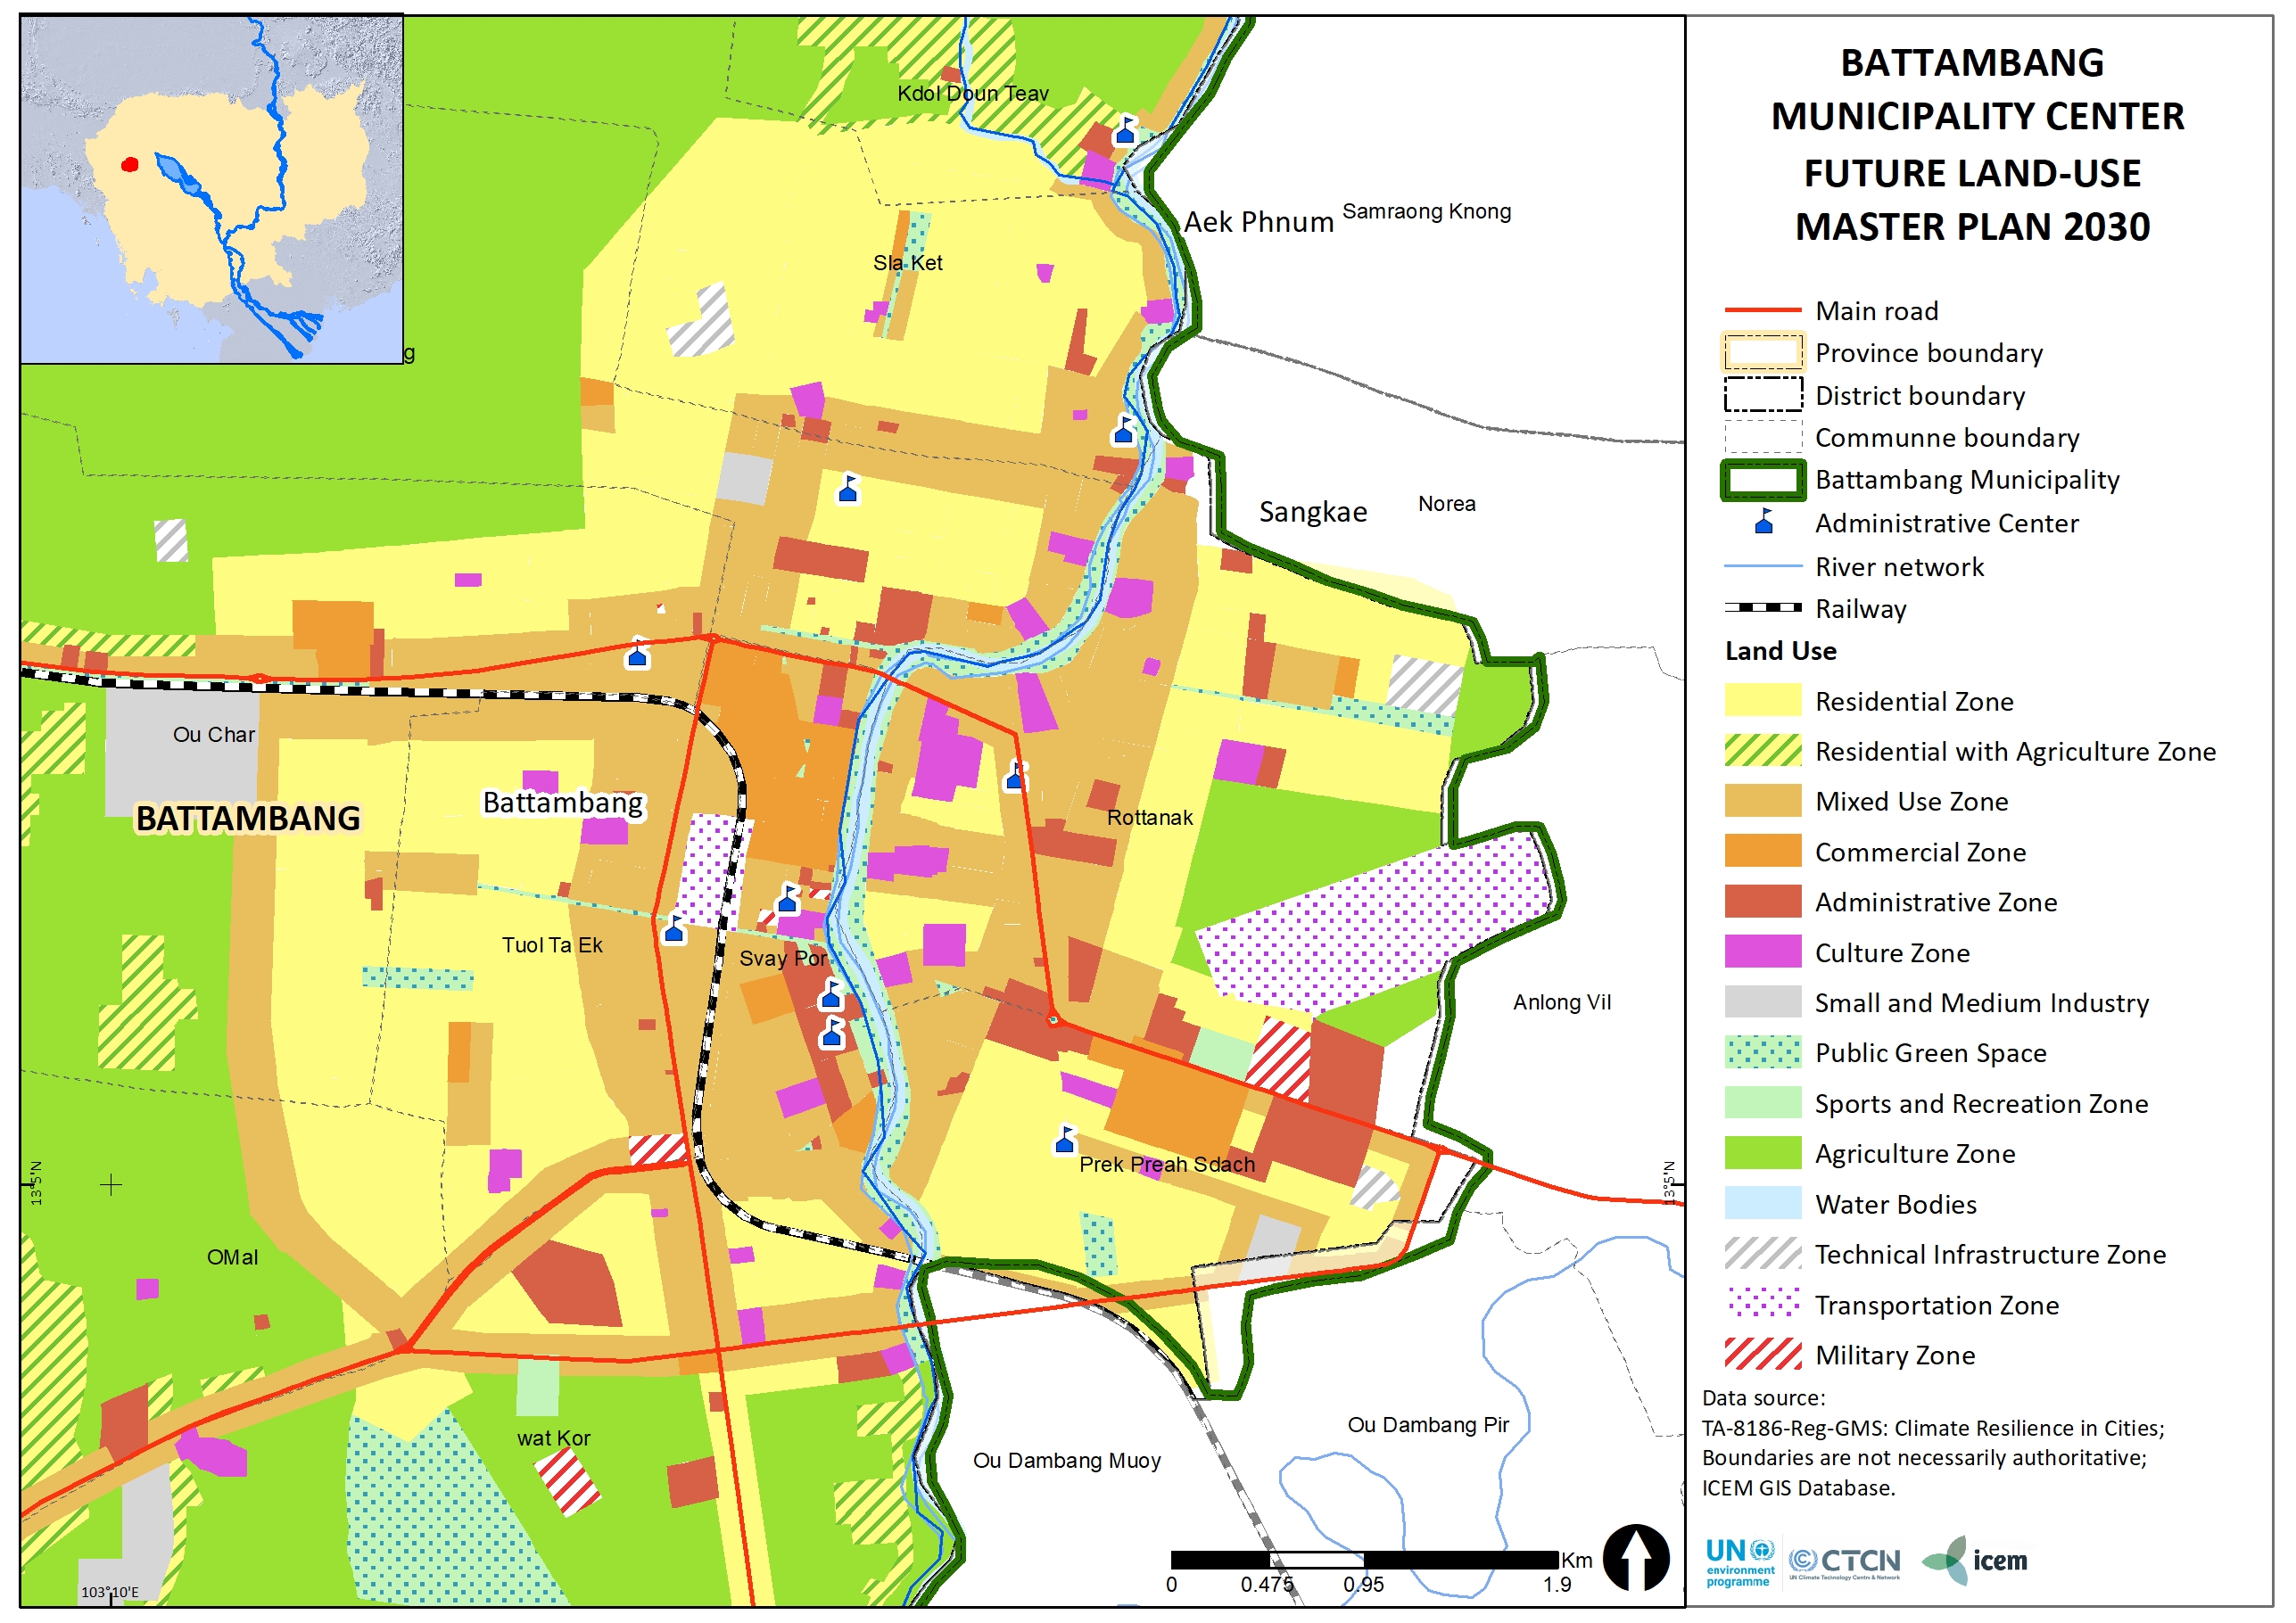 BATTAMBANG
MUNICIPALITY CENTER
FUTURE LAND-USE
MASTER PLAN 2030
Main road
Province boundary
District boundary
Communne boundary
Battambang Municipality
Administrative Center
River network
Railway
Land Use
Residential Zone
Residential with Agriculture Zone
Mixed Use Zone
Commercial Zone
Administrative Zone
Culture Zone
Small and Medium Industry
Public Green Space
Sports and Recreation Zone
Agriculture Zone
Water Bodies
Technical Infrastructure Zone
Transportation Zone
Military Zone
Data source:
TA-8186-Reg-GMS: Climate Resilience in Cities;
Boundaries are not necessarily authoritative;
ICEM GIS Database.
UN
environment
programme
CTCN
UN Climate Technology Centre & Network
icem
Kdol Doun Teav
Aek Phnum
Samraong Knong
Sla Ket
g
Sangkae
Norea
Ou Char
BATTAMBANG
Battambang
Rottanak
Tuol Ta Ek
Svay Por
Anlong Vil
Prek Preah Sdach
13°5'N
13°5'N
OMal
wat Kor
Ou Dambang Muoy
Ou Dambang Pir
Km
0
0.475
0.95
1.9
103°10'E